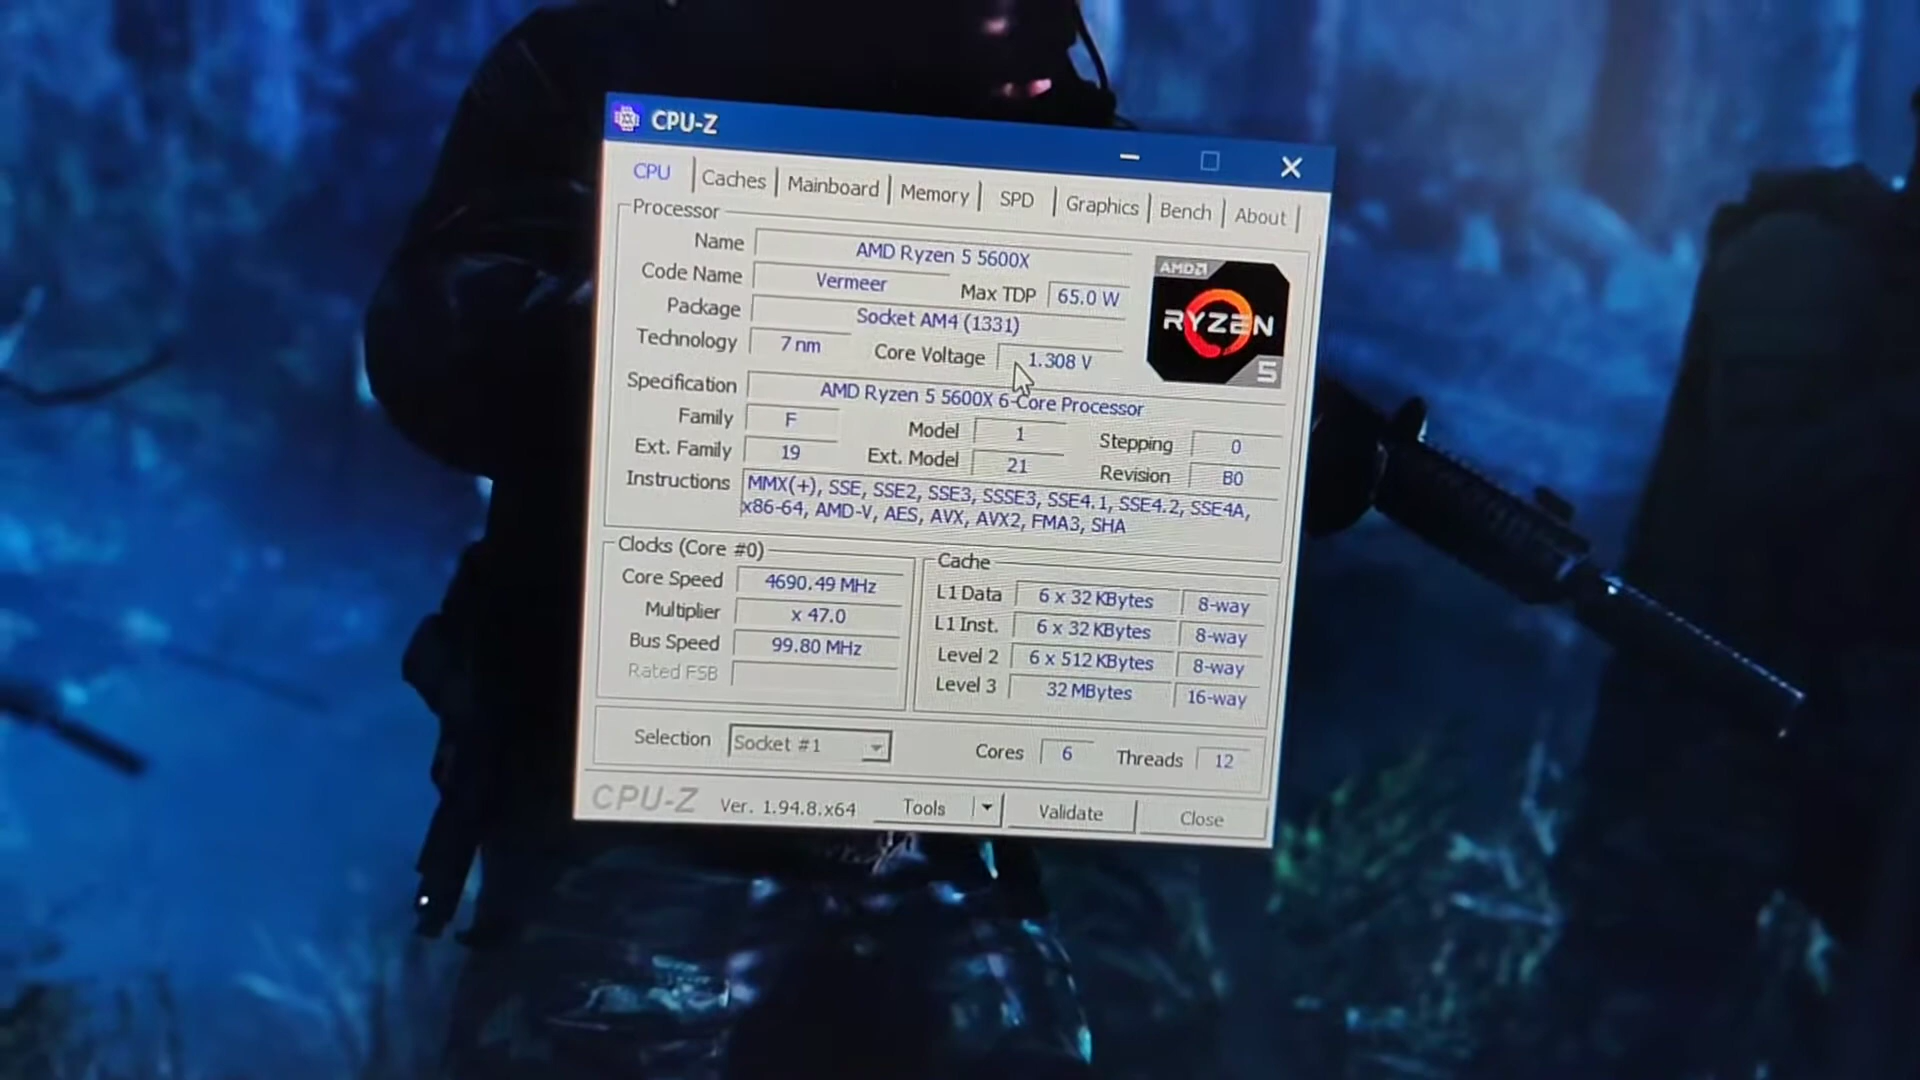 CPU-Z
CPU Caches Mainboard Memory SPD Graphics Bench About
Processor
Name AMD Ryzen 5 5600X
Code Name Vermeer Max TDP 65.0 W
Package Socket AM4 (1331)
Technology 7 nm Core Voltage 1.308 V
AMD
RYZEN
5
Specification AMD Ryzen 5 5600X 6-Core Processor
Family F Model 1 Stepping 0
Ext. Family 19 Ext. Model 21 Revision B0
Instructions MMX(+), SSE, SSE2, SSE3, SSSE3, SSE4.1, SSE4.2, SSE4A,
x86-64, AMD-V, AES, AVX, AVX2, FMA3, SHA
Clocks (Core #0)
Core Speed 4690.49 MHz
Multiplier x 47.0
Bus Speed 99.80 MHz
Rated FSB
Cache
L1 Data 6 x 32 KBytes 8-way
L1 Inst. 6 x 32 KBytes 8-way
Level 2 6 x 512 KBytes 8-way
Level 3 32 MBytes 16-way
Selection Socket #1 Cores 6 Threads 12
CPU-Z Ver. 1.94.8.x64 Tools Validate Close